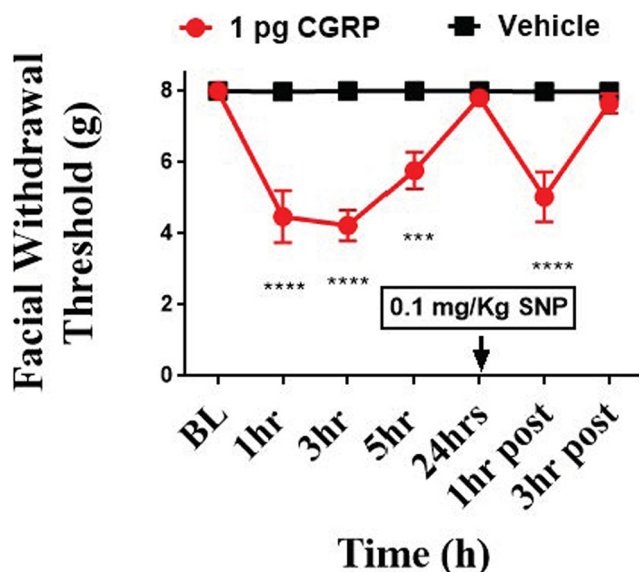 1 pg CGRP Vehicle
Facial Withdrawal
Threshold (g)
8
6
4
2
0
****
****
***
****
0.1 mg/Kg SNP
BL
1hr
3hr
5hr
24hrs
1hr post
3hr post
Time (h)